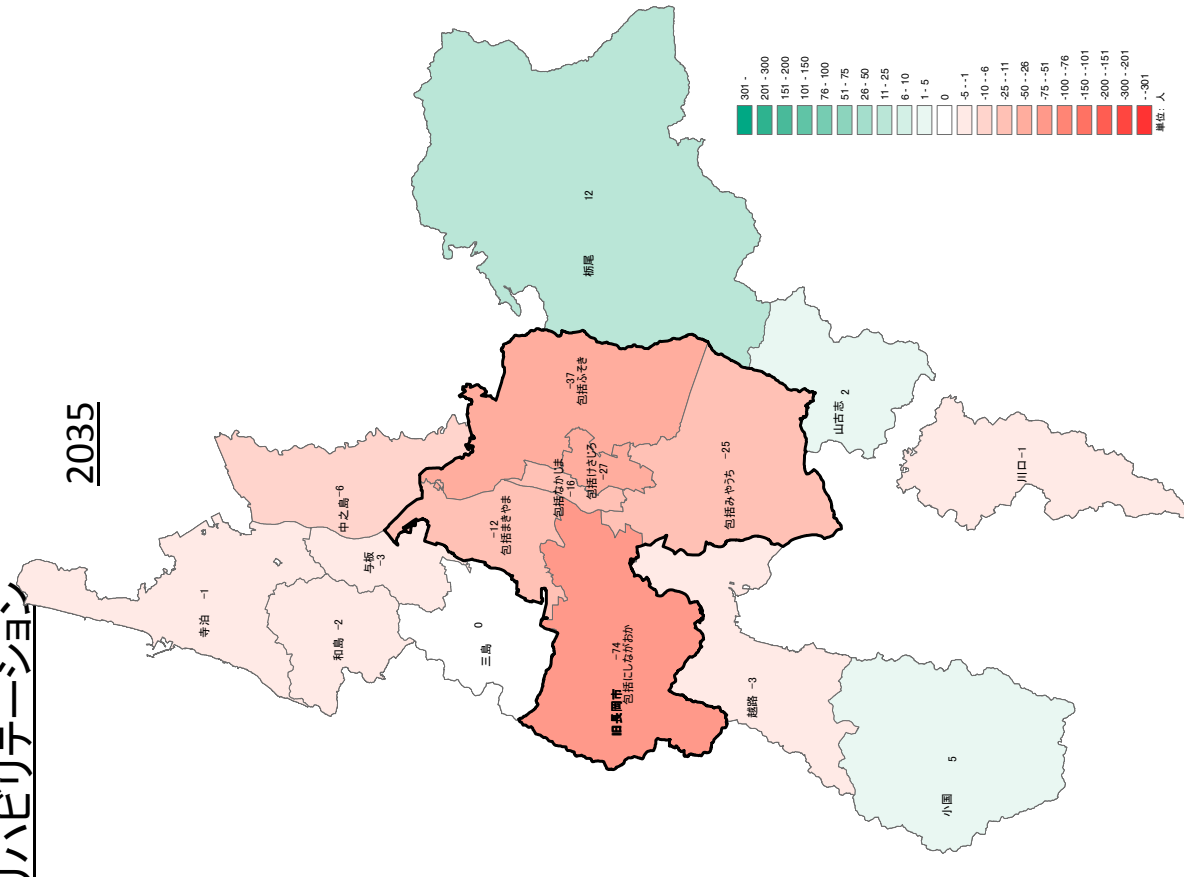 リハビリテーション
2035
寺泊 -1
中之島-6
与板
-3
和島 -2
三島 0
-12
包括まきやま
包括なかじま
-16
包括けさじろ
-27
-37
包括ふそき
栃尾 12
-74
包括にしながおか
旧長岡市
包括みやうち -25
山古志 2
川口-1
越路 -3
小国 5
301 -
201 - 300
151 - 200
101 - 150
76 - 100
51 - 75
26 - 50
11 - 25
6 - 10
1 - 5
0
-5 - -1
-10 - -6
-25 - -11
-50 - -26
-75 - -51
-100 - -76
-150 - -101
-200 - -151
-300 - -201
- -301
単位: 人